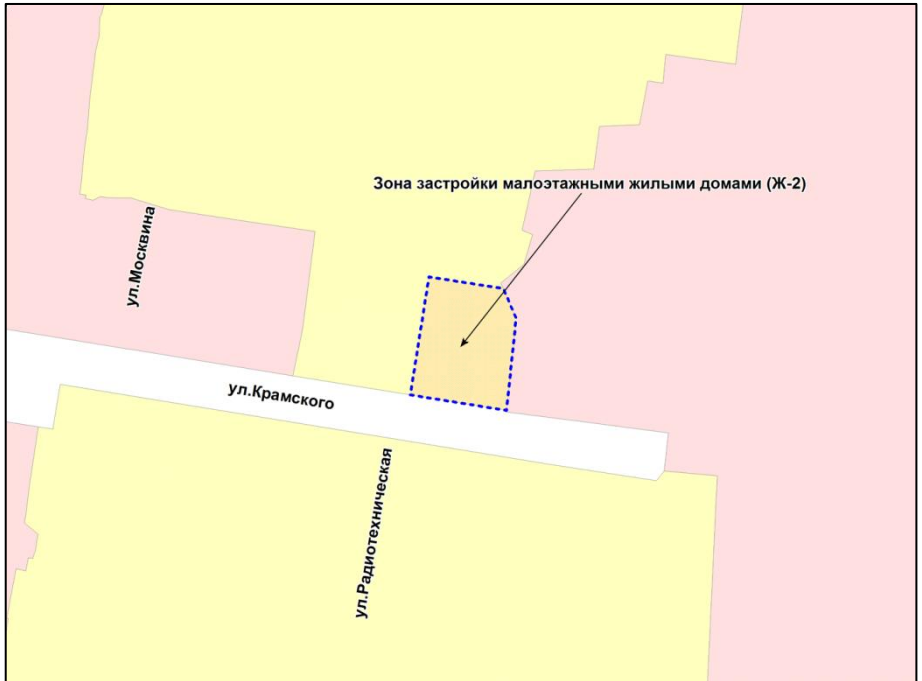 Зона застройки малоэтажными жилыми домами (Ж-2)
ул.Москвина
ул.Крамского
ул.Радиотехническая